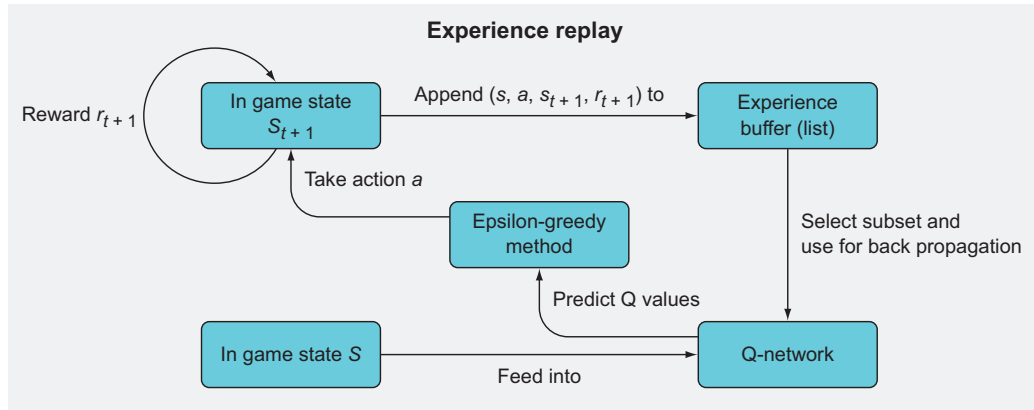 Experience replay
Reward r_{t + 1}
In game state
S_{t + 1}
Append (s, a, s_{t + 1}, r_{t + 1}) to
Experience
buffer (list)
Take action a
Epsilon-greedy
method
Select subset and
use for back propagation
Predict Q values
In game state S
Feed into
Q-network